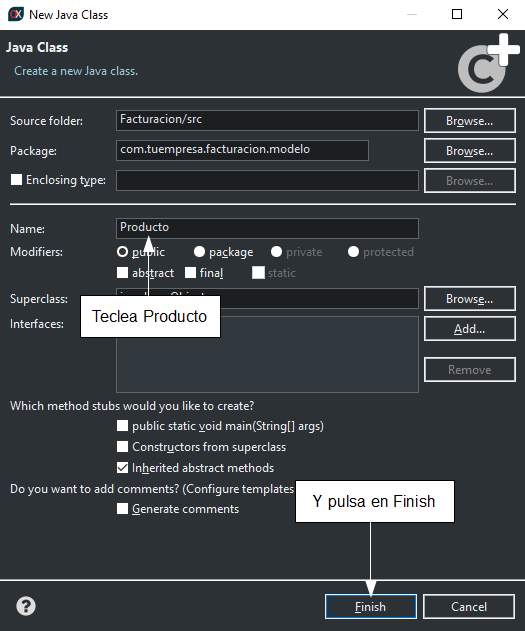 New Java Class
Java Class
Create a new Java class.
Source folder: Facturacion/src Browse...
Package: com.tuempresa.facturacion.modelo Browse...
Enclosing type: Browse...
Name: Producto
Modifiers: public package private protected
abstract final static
Superclass: Browse...
Teclea Producto
Interfaces: Add...
Remove
Which method stubs would you like to create?
public static void main(String[] args)
Constructors from superclass
Inherited abstract methods
Do you want to add comments? (Configure templates
Y pulsa en Finish
Generate comments
Finish Cancel